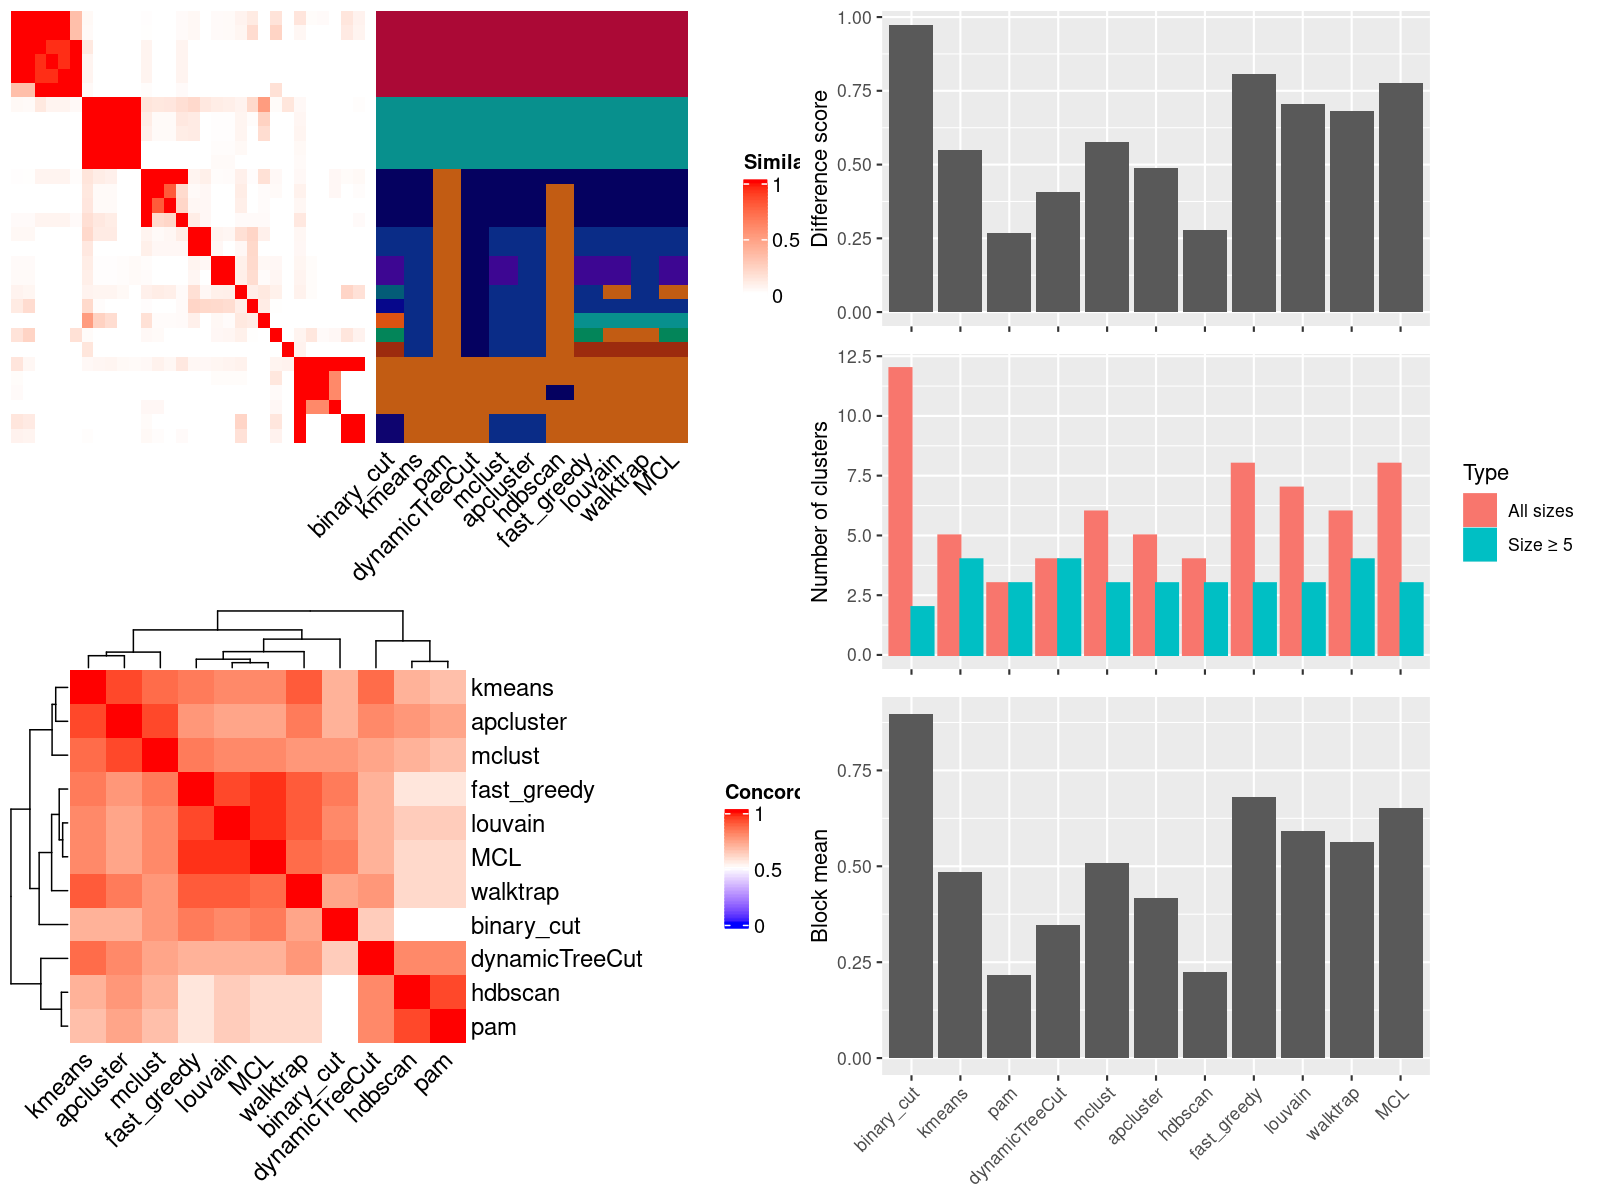 Simila
1
0.5
0
binary_cut
kmeans
pam
dynamicTreeCut
mclust
apcluster
hdbscan
fast_greedy
louvain
walktrap
MCL
kmeans
apcluster
mclust
fast_greedy
louvain
MCL
walktrap
binary_cut
dynamicTreeCut
hdbscan
pam
kmeans
apcluster
mclust
fast_greedy
louvain
MCL
walktrap
binary_cut
dynamicTreeCut
hdbscan
pam
Concord
1
0.5
0
Difference score
1.00
0.75
0.50
0.25
0.00
Number of clusters
12.5
10.0
7.5
5.0
2.5
0.0
Type
All sizes
Size ≥ 5
Block mean
0.75
0.50
0.25
0.00
binary_cut
kmeans
pam
dynamicTreeCut
mclust
apcluster
hdbscan
fast_greedy
louvain
walktrap
MCL